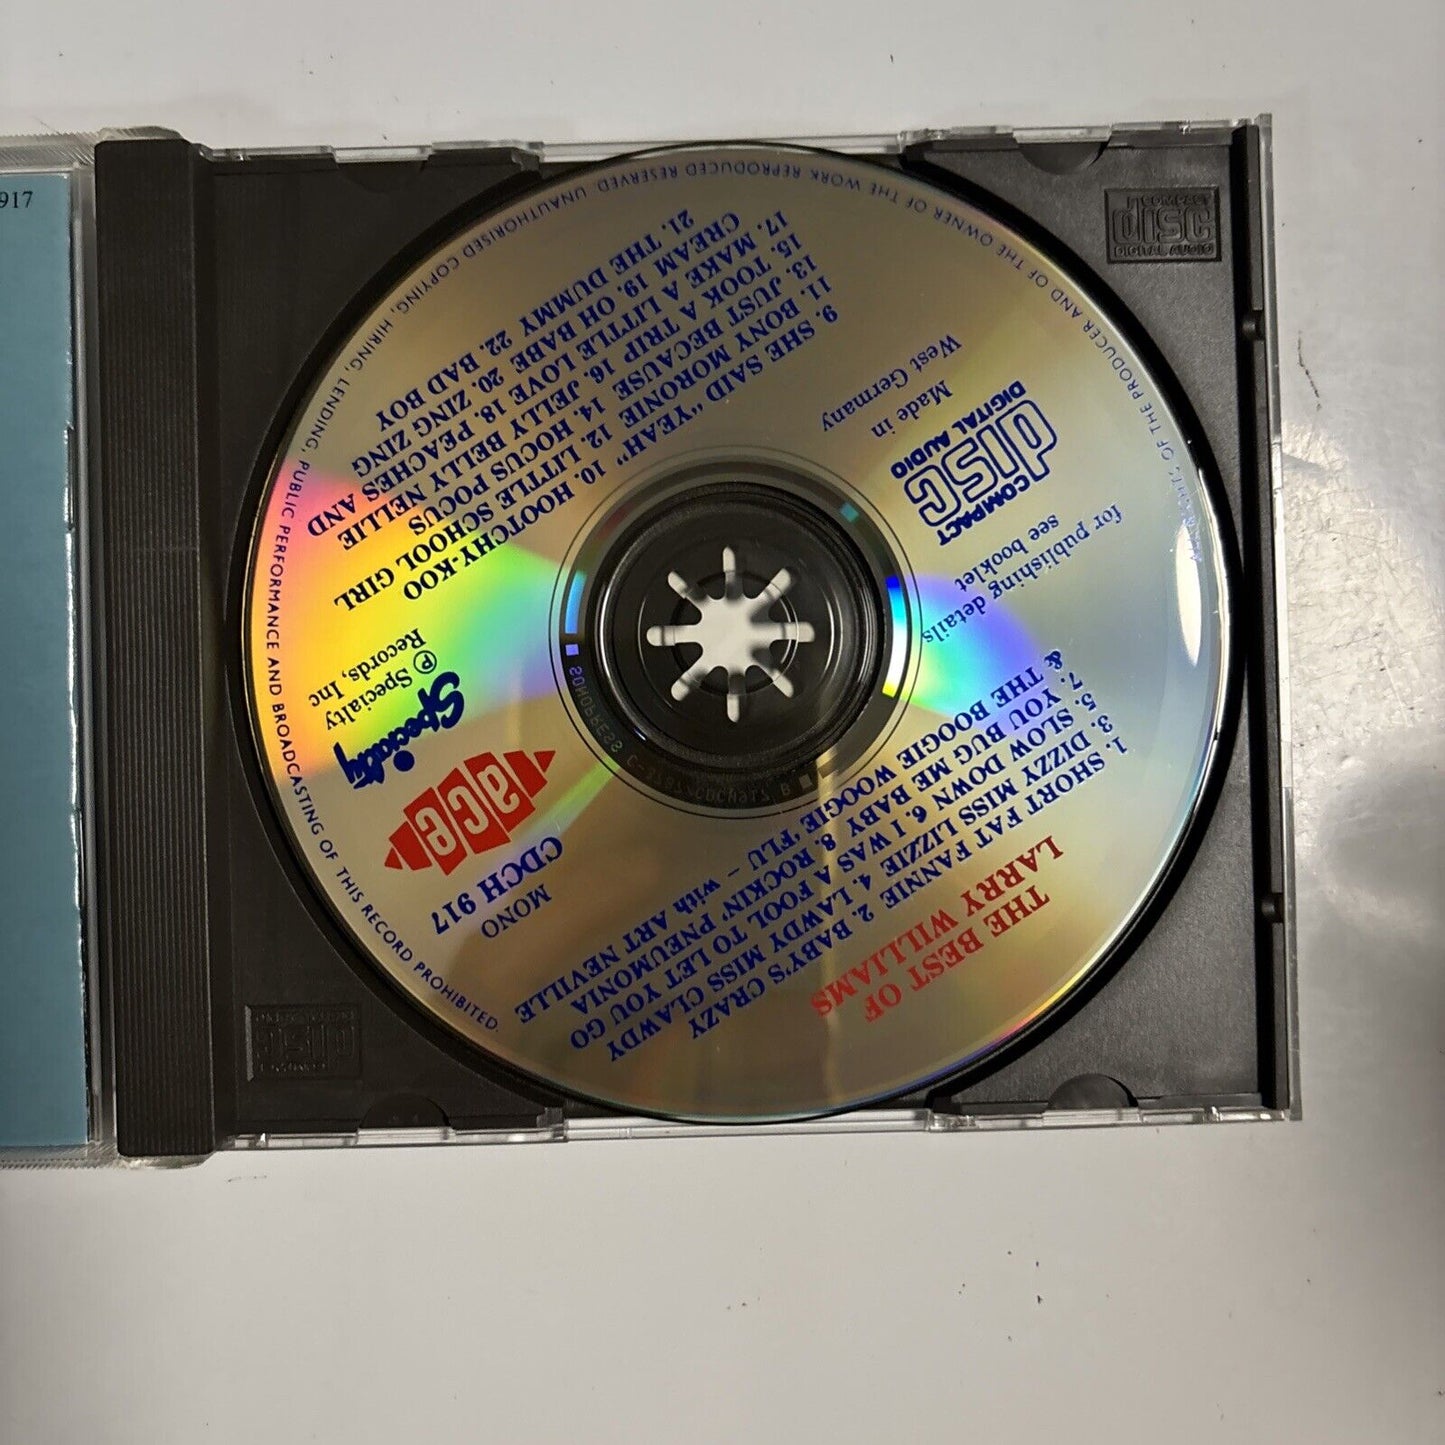 917
THE BEST OF
LARRY WILLIAMS
1. SHORT FAT FANNIE 2. BABY'S CRAZY
3. DIZZY MISS LIZZIE 4. LAWDY MISS CLAWDY
5. SLOW DOWN 6. I WAS A FOOL TO LET YOU GO
7. YOU BUG ME BABY 8. ROCKIN' PNEUMONIA
& THE BOOGIE WOOGIE 'FLU – with ART NEVILLE
MONO
CDCH 917
ace
Specialty
℗ Specialty
Records, Inc
for publishing details
see booklet
COMPACT
disc
DIGITAL AUDIO
Made in
West Germany
9. SHE SAID "YEAH" 10. HOOTCHY-KOO
11. BONY MORONIE 12. LITTLE SCHOOL GIRL
13. JUST BECAUSE 14. HOCUS POCUS
15. TOOK A TRIP 16. JELLY BELLY NELLIE
17. MAKE A LITTLE LOVE 18. PEACHES AND
CREAM 19. OH BABE 20. ZING ZING
21. THE DUMMY 22. BAD BOY
RIGHTS OF THE PRODUCER AND OF THE OWNER OF THE WORK REPRODUCED RESERVED. UNAUTHORISED COPYING, HIRING, LENDING, PUBLIC PERFORMANCE AND BROADCASTING OF THIS RECORD PROHIBITED.
SONOPRESS
COMPACT
disc
DIGITAL AUDIO